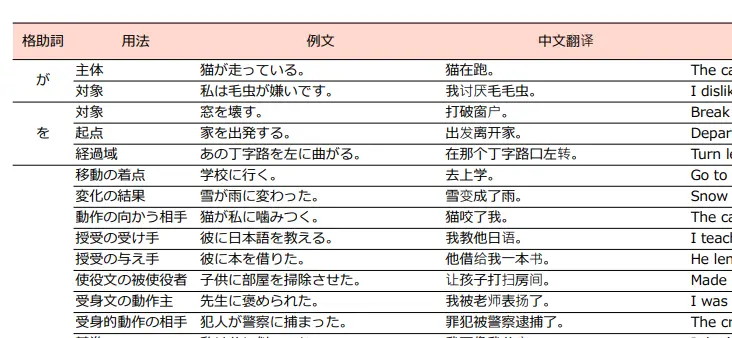 格助詞 用法 例文 中文翻译
が 主体 猫が走っている。 猫在跑。 The ca
対象 私は毛虫が嫌いです。 我讨厌毛毛虫。 I dislik
を 対象 窓を壊す。 打破窗户。 Break
起点 家を出発する。 出发离开家。 Depar
経過域 あの丁字路を左に曲がる。 在那个丁字路口左转。 Turn le
移動の着点 学校に行く。 去上学。 Go to
変化の結果 雪が雨に変わった。 雪变成了雨。 Snow
動作の向かう相手 猫が私に噛みつく。 猫咬了我。 The ca
授受の受け手 彼に日本語を教える。 我教他日语。 I teach
授受の与え手 彼に本を借りた。 他借给我一本书。 He len
使役文の被使役者 子供に部屋を掃除させた。 让孩子打扫房间。 Made
受身文の動作主 先生に褒められた。 我被老师表扬了。 I was
受身的動作の相手 犯人が警察に捕まった。 罪犯被警察逮捕了。 The cr